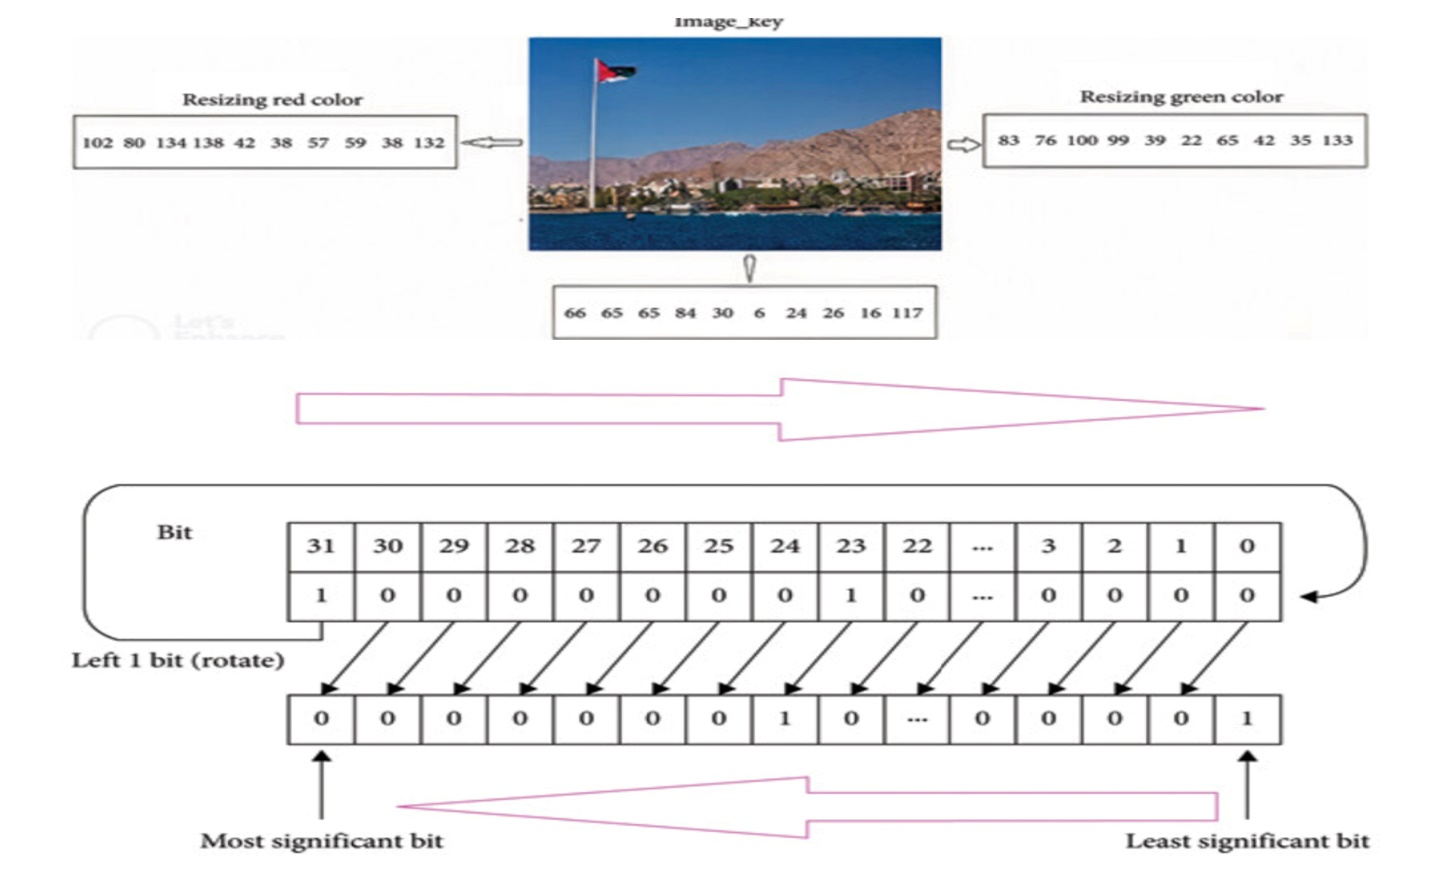 Image_key
Resizing red color
Resizing green color
102 80 134 138 42 38 57 59 38 132
83 76 100 99 39 22 65 42 35 133
66 65 65 84 30 6 24 26 16 117
Let's
Enhance
Bit
31 30 29 28 27 26 25 24 23 22 ... 3 2 1 0
1 0 0 0 0 0 0 0 1 0 ... 0 0 0 0
Left 1 bit (rotate)
0 0 0 0 0 0 0 1 0 ... 0 0 0 0 1
Most significant bit
Least significant bit